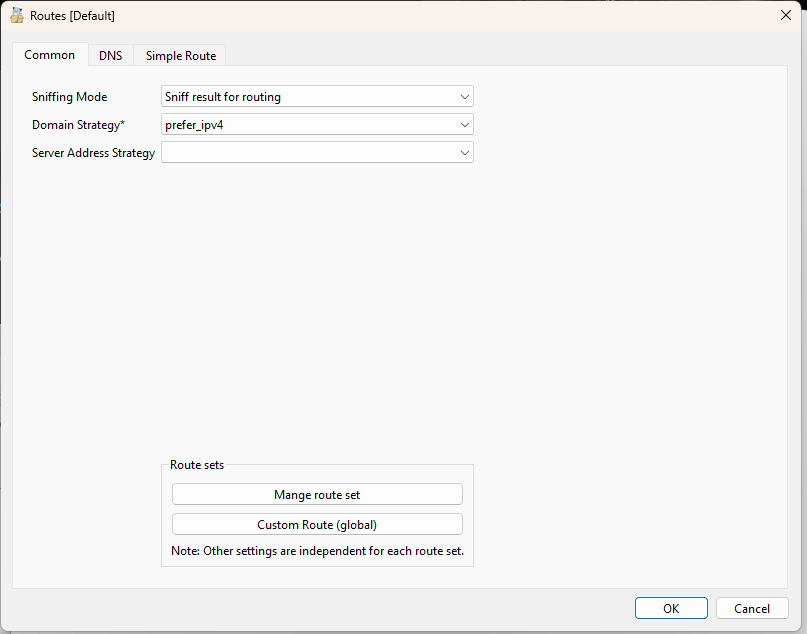 Routes [Default]
Common DNS Simple Route
Sniffing Mode Sniff result for routing
Domain Strategy* prefer_ipv4
Server Address Strategy
Route sets
Mange route set
Custom Route (global)
Note: Other settings are independent for each route set.
OK Cancel